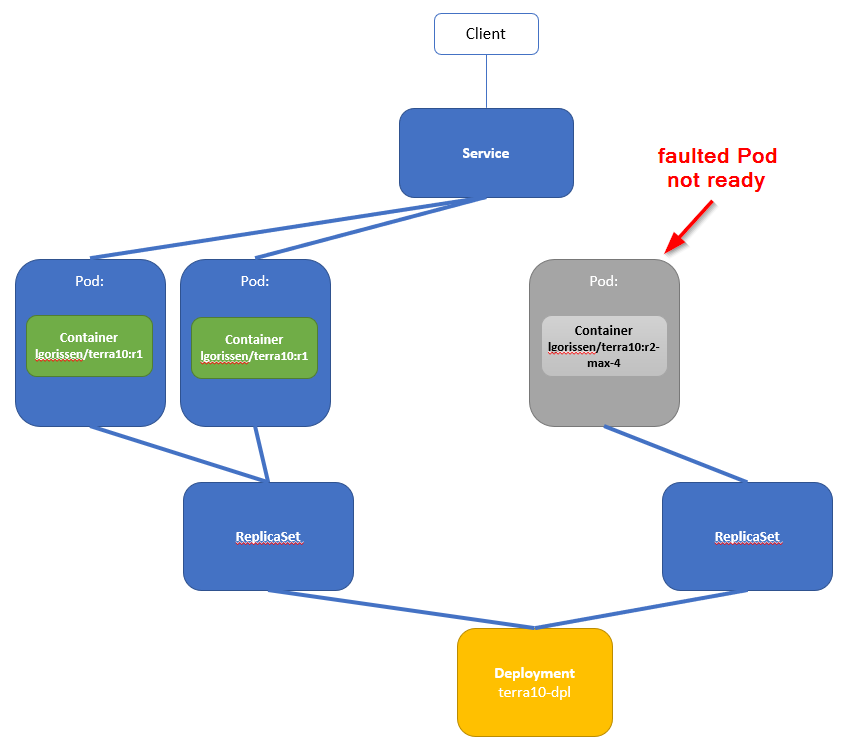 Client
Service
faulted Pod
not ready
Pod:
Container
lgorissen/terra10:r1
Pod:
Container
lgorissen/terra10:r1
Pod:
Container
lgorissen/terra10:r2-
max-4
ReplicaSet
ReplicaSet
Deployment
terra10-dpl